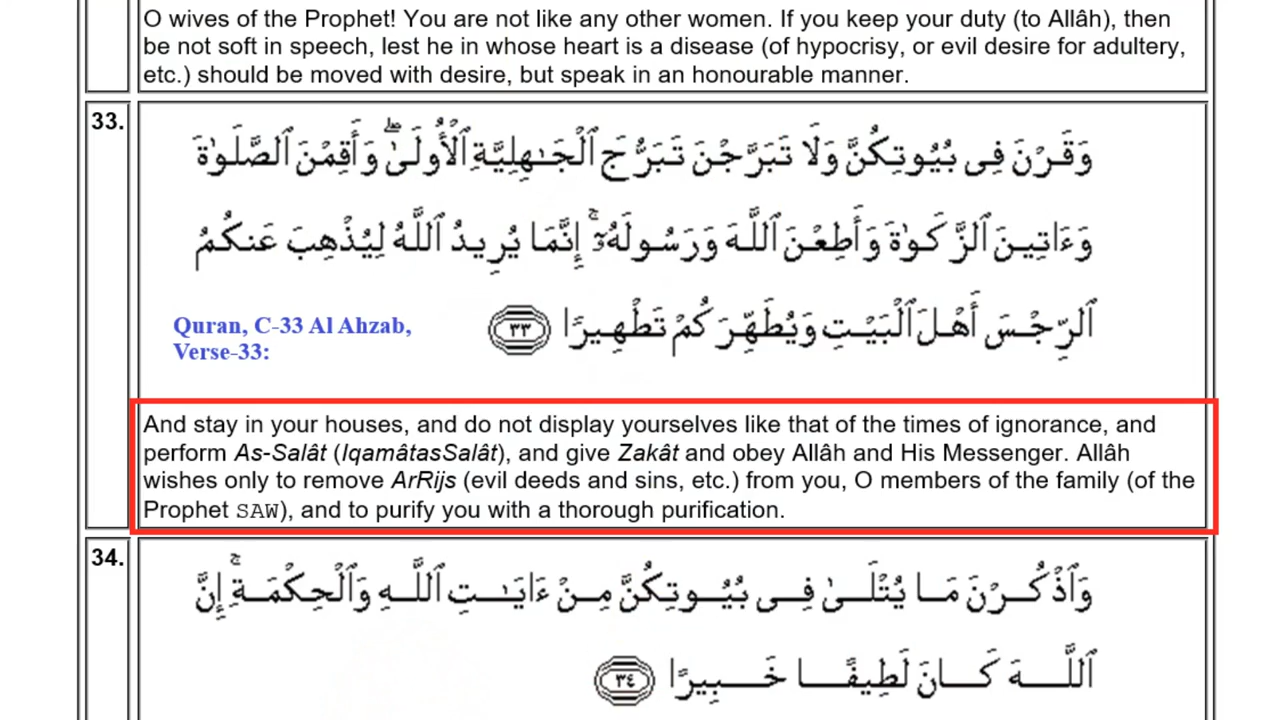 O wives of the Prophet! You are not like any other women. If you keep your duty (to Allâh), then
be not soft in speech, lest he in whose heart is a disease (of hypocrisy, or evil desire for adultery,
etc.) should be moved with desire, but speak in an honourable manner.
33.
وَقَرْنَ فِى بُيُوتِكُنَّ وَلَا تَبَرَّجْنَ تَبَرُّجَ ٱلْجَـٰهِلِيَّةِ ٱلْأُولَىٰ ۖ وَأَقِمْنَ ٱلصَّلَوٰةَ
وَءَاتِينَ ٱلزَّكَوٰةَ وَأَطِعْنَ ٱللَّهَ وَرَسُولَهُۥٓ ۚ إِنَّمَا يُرِيدُ ٱللَّهُ لِيُذْهِبَ عَنكُمُ
ٱلرِّجْسَ أَهْلَ ٱلْبَيْتِ وَيُطَهِّرَكُمْ تَطْهِيرًا ٣٣
Quran, C-33 Al Ahzab,
Verse-33:
And stay in your houses, and do not display yourselves like that of the times of ignorance, and
perform As-Salât (IqamâtasSalât), and give Zakât and obey Allâh and His Messenger. Allâh
wishes only to remove ArRijs (evil deeds and sins, etc.) from you, O members of the family (of the
Prophet SAW), and to purify you with a thorough purification.
34.
وَٱذْكُرْنَ مَا يُتْلَىٰ فِى بُيُوتِكُنَّ مِنْ ءَايَـٰتِ ٱللَّهِ وَٱلْحِكْمَةِ ۚ إِنَّ
ٱللَّهَ كَانَ لَطِيفًا خَبِيرًا ٣٤